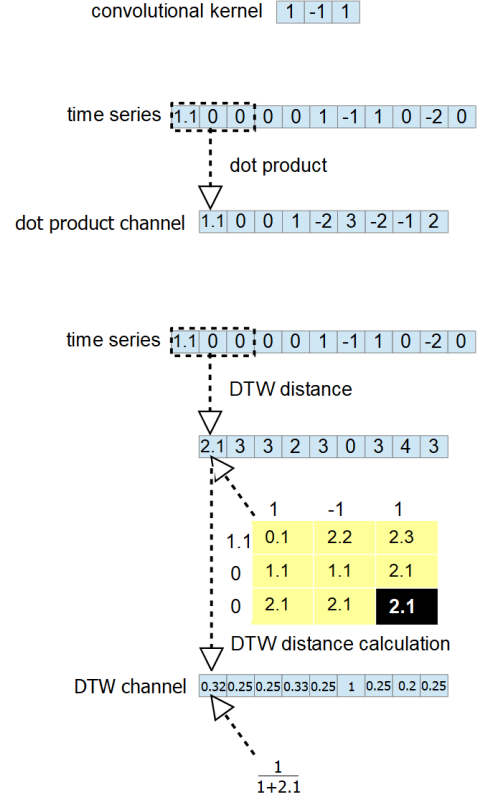 convolutional kernel 1 -1 1
time series 1.1 0 0 0 0 1 -1 1 0 -2 0
dot product
dot product channel 1.1 0 0 1 -2 3 -2 -1 2
time series 1.1 0 0 0 0 1 -1 1 0 -2 0
DTW distance
2.1 3 3 2 3 0 3 4 3
1 -1 1
1.1 0.1 2.2 2.3
0 1.1 1.1 2.1
0 2.1 2.1 2.1
DTW distance calculation
DTW channel 0.32 0.25 0.25 0.33 0.25 1 0.25 0.2 0.25
1
1+2.1